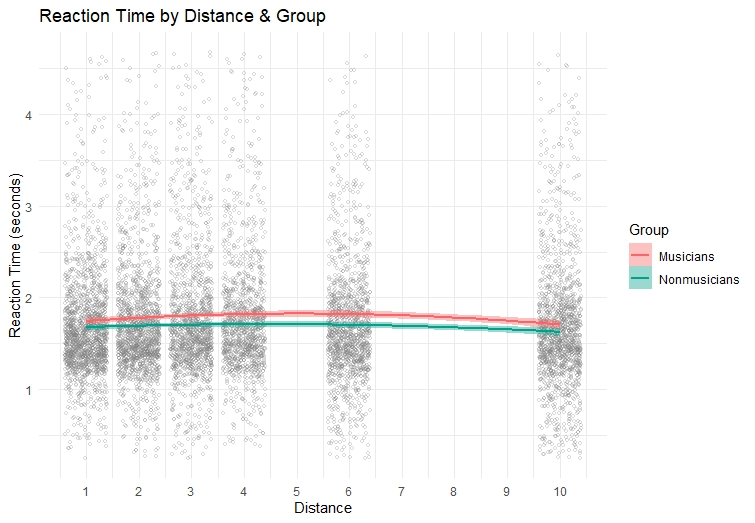 Reaction Time by Distance & Group
Reaction Time (seconds)
4
3
2
1
1 2 3 4 5 6 7 8 9 10
Distance
Group
Musicians
Nonmusicians